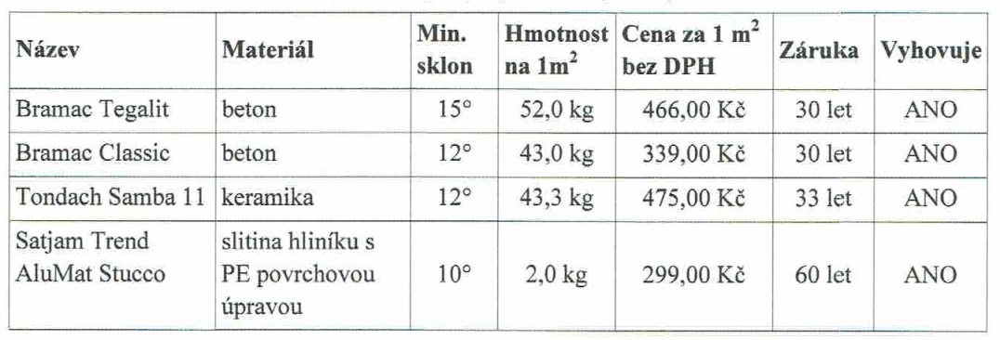 Název Materiál Min. sklon Hmotnost na 1m² Cena za 1 m² bez DPH Záruka Vyhovuje
Bramac Tegalit beton 15° 52,0 kg 466,00 Kč 30 let ANO
Bramac Classic beton 12° 43,0 kg 339,00 Kč 30 let ANO
Tondach Samba 11 keramika 12° 43,3 kg 475,00 Kč 33 let ANO
Satjam Trend AluMat Stucco slitina hliníku s PE povrchovou úpravou 10° 2,0 kg 299,00 Kč 60 let ANO